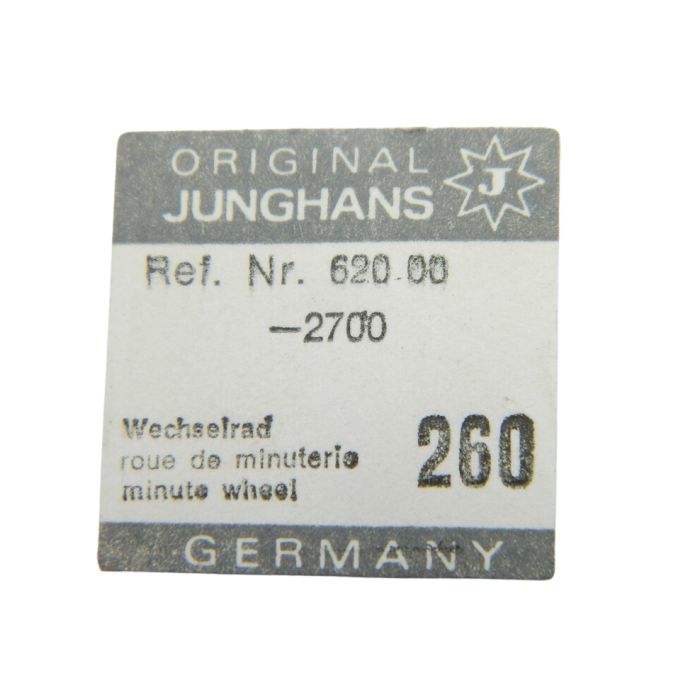 ORIGINAL
JUNGHANS
J
Ref. Nr. 620.00
-2700
Wechselrad
roue de minuterie
minute wheel
260
GERMANY